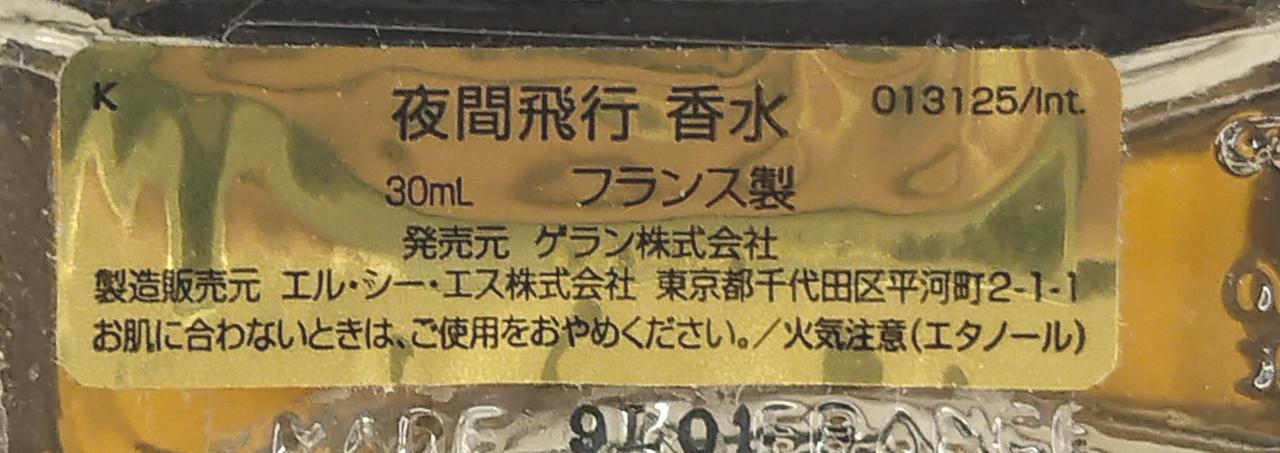 K 夜間飛行 香水 013125/Int.
30mL フランス製
発売元 ゲラン株式会社
製造販売元 エル・シー・エス株式会社 東京都千代田区平河町2-1-1
お肌に合わないときは、ご使用をおやめください。/火気注意(エタノール)
MADE FRANCE
9L01